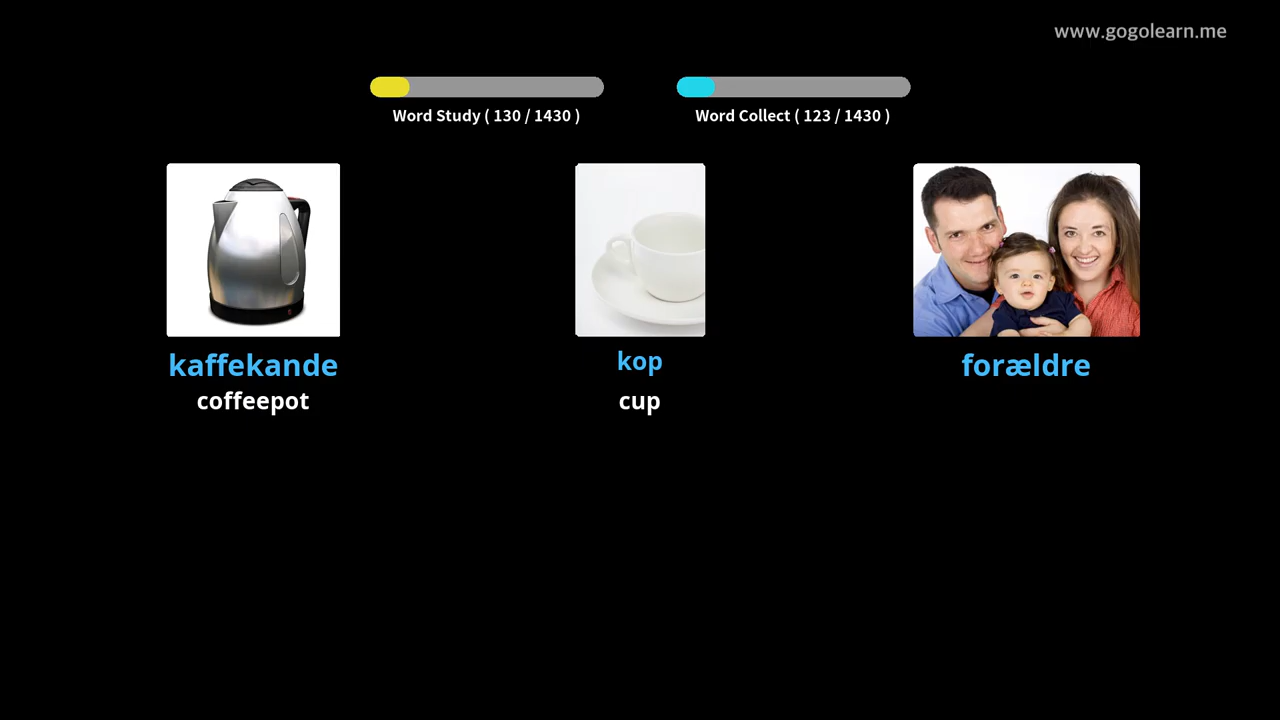 www.gogolearn.me
Word Study ( 130 / 1430 )
Word Collect ( 123 / 1430 )
kaffekande
coffeepot
kop
cup
forældre